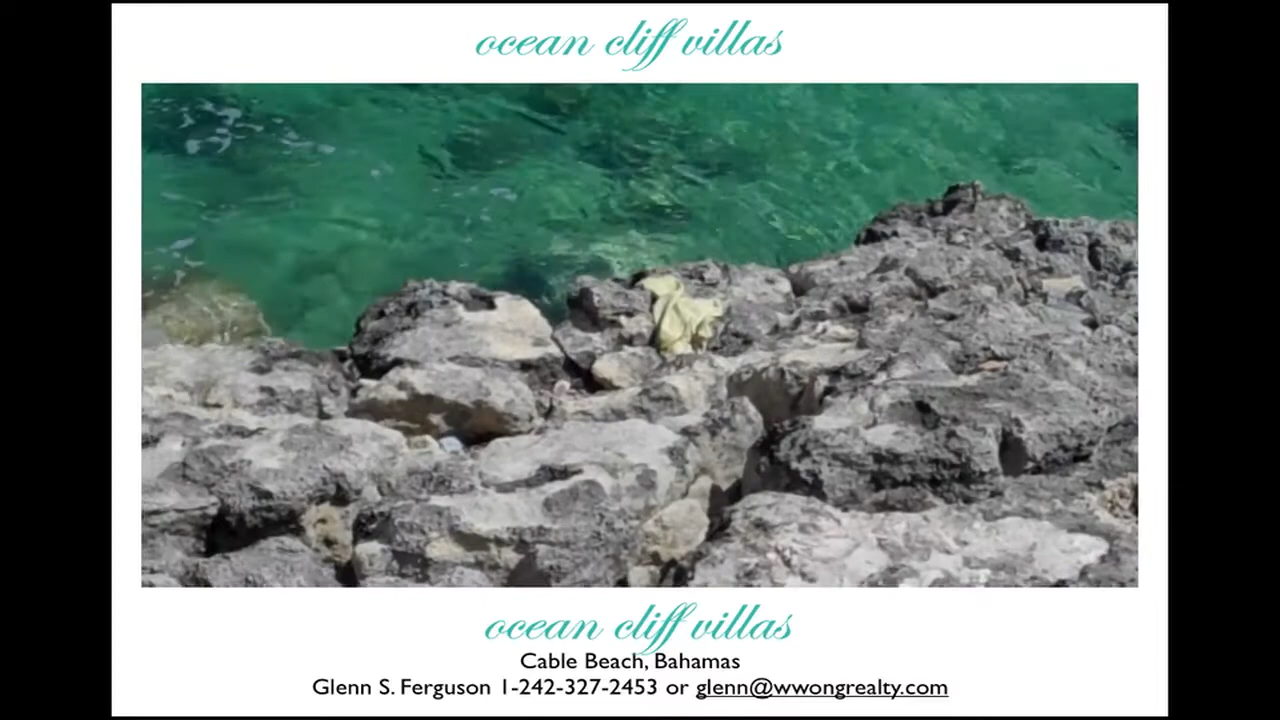 ocean cliff villas
ocean cliff villas
Cable Beach, Bahamas
Glenn S. Ferguson 1-242-327-2453 or glenn@wwongrealty.com